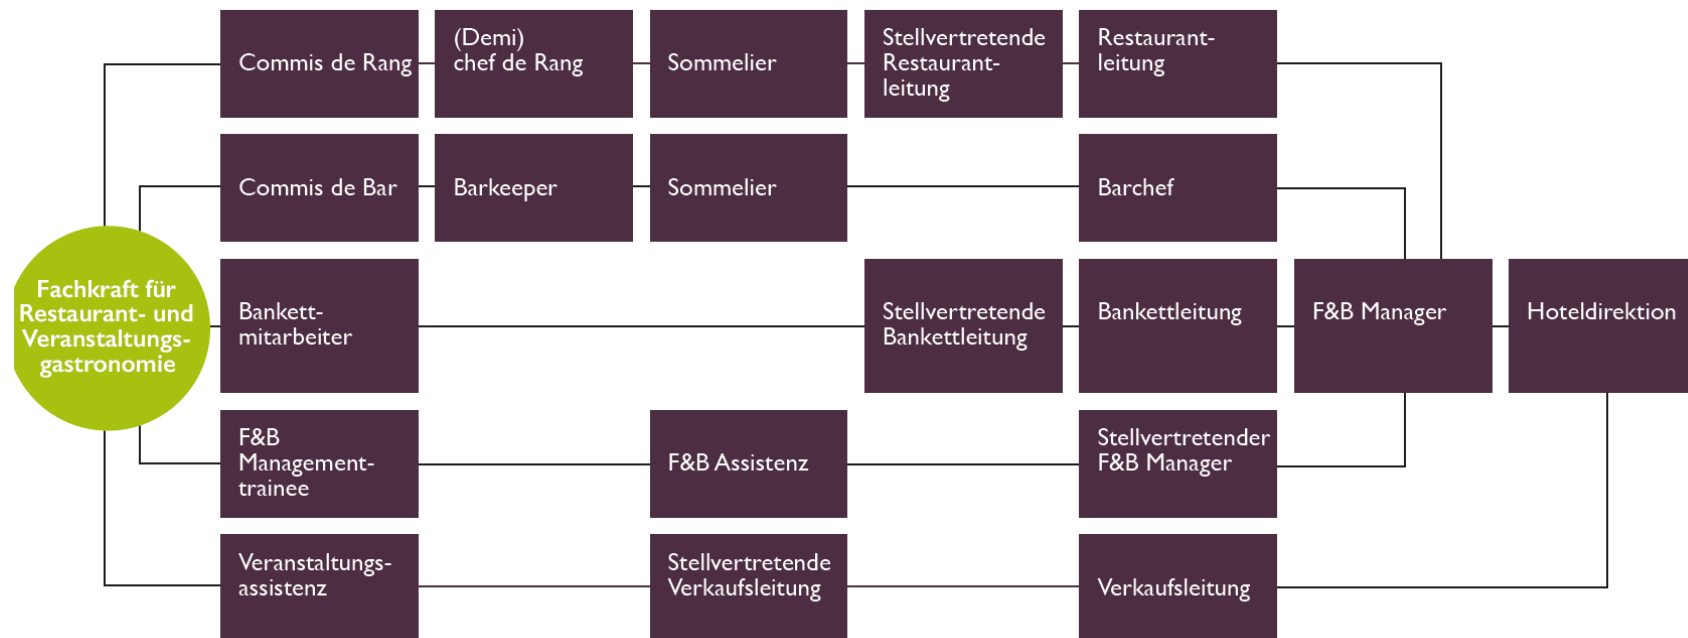 Commis de Rang
(Demi)
chef de Rang
Sommelier
Stellvertretende
Restaurant-
leitung
Restaurant-
leitung
Commis de Bar
Barkeeper
Sommelier
Barchef
Fachkraft für
Restaurant- und
Veranstaltungs-
gastronomie
Bankett-
mitarbeiter
Stellvertretende
Bankettleitung
Bankettleitung
F&B Manager
Hoteldirektion
F&B
Management-
trainee
F&B Assistenz
Stellvertretender
F&B Manager
Veranstaltungs-
assistenz
Stellvertretende
Verkaufsleitung
Verkaufsleitung